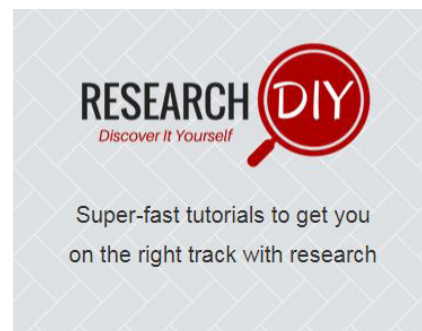 RESEARCH DIY
Discover It Yourself
Super-fast tutorials to get you
on the right track with research